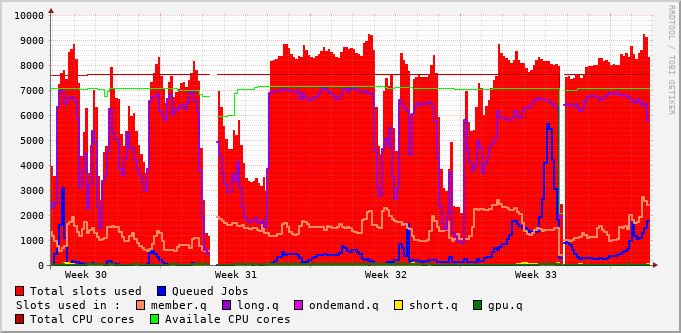 RRDTOOL / TOBI OETIKER
10000
9000
8000
7000
6000
5000
4000
3000
2000
1000
0
Week 30 Week 31 Week 32 Week 33
Total slots used Queued Jobs
Slots used in : member.q long.q ondemand.q short.q gpu.q
Total CPU cores Availale CPU cores